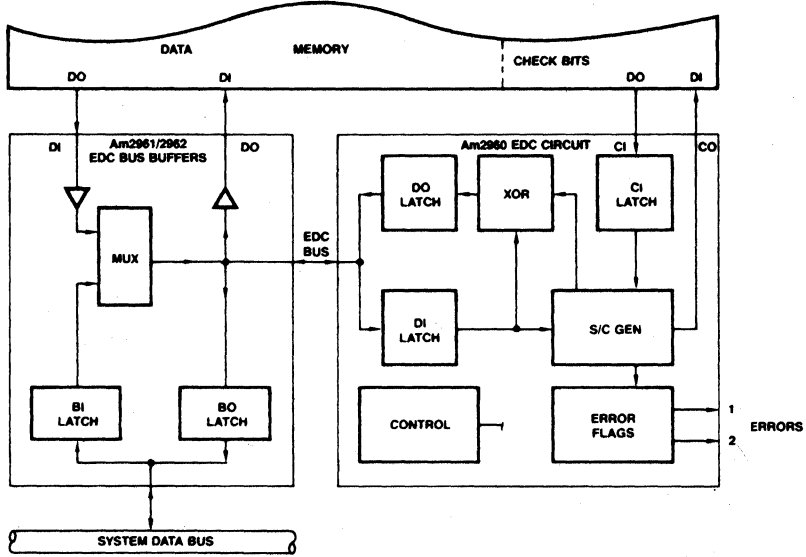 DATA MEMORY
CHECK BITS
DO DI DO DI
Am2961/2962
EDC BUS BUFFERS
DI DO
Am2960 EDC CIRCUIT
CI CO
DO
LATCH
XOR
CI
LATCH
MUX
EDC
BUS
DI
LATCH
S/C GEN
BI
LATCH
BO
LATCH
CONTROL
ERROR
FLAGS
1
2
ERRORS
SYSTEM DATA BUS